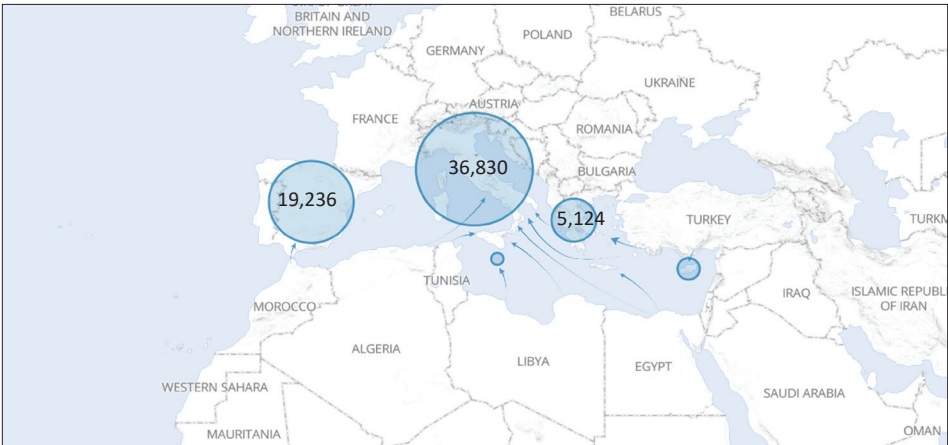 BRITAIN AND
NORTHERN IRELAND
BELARUS
POLAND
GERMANY
UKRAINE
AUSTRIA
FRANCE
ROMANIA
36,830
BULGARIA
19,236
5,124
TURKEY
TURKM
TUNISIA
MOROCCO
IRAQ
ISLAMIC REPUBL
OF IRAN
ALGERIA
LIBYA
EGYPT
WESTERN SAHARA
SAUDI ARABIA
MAURITANIA
OMAN